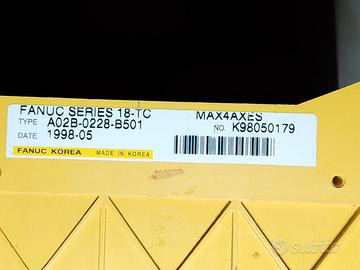 FANUC SERIES 18-TC MAX4AXES
TYPE A02B-0228-B501 NO. K98050179
DATE 1998-05
FANUC KOREA MADE IN KOREA
subito